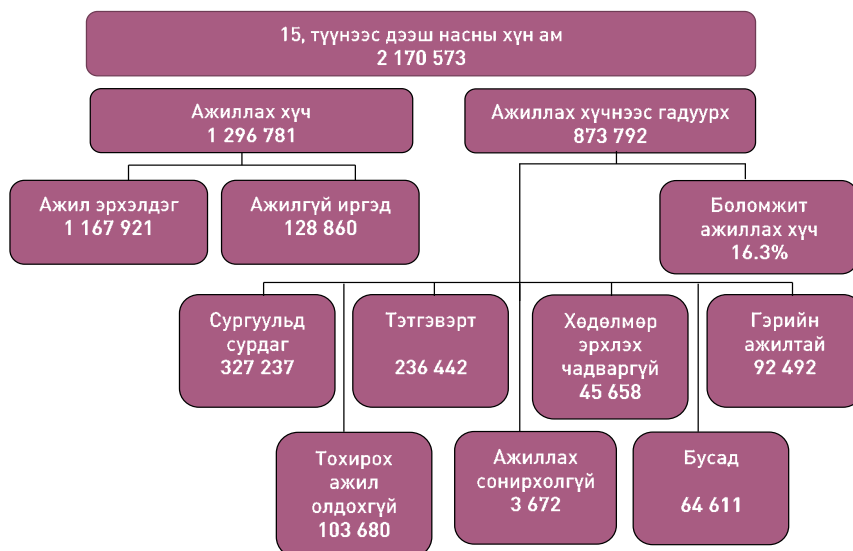 15, түүнээс дээш насны хүн ам
2 170 573
Ажиллах хүч
1 296 781
Ажиллах хүчнээс гадуурх
873 792
Ажил эрхэлдэг
1 167 921
Ажилгүй иргэд
128 860
Боломжит
ажиллах хүч
16.3%
Сургуульд
сурдаг
327 237
Тэтгэвэрт
236 442
Хөдөлмөр
эрхлэх
чадваргүй
45 658
Гэрийн
ажилтай
92 492
Тохирох
ажил
олдохгүй
103 680
Ажиллах
сонирхолгүй
3 672
Бусад
64 611